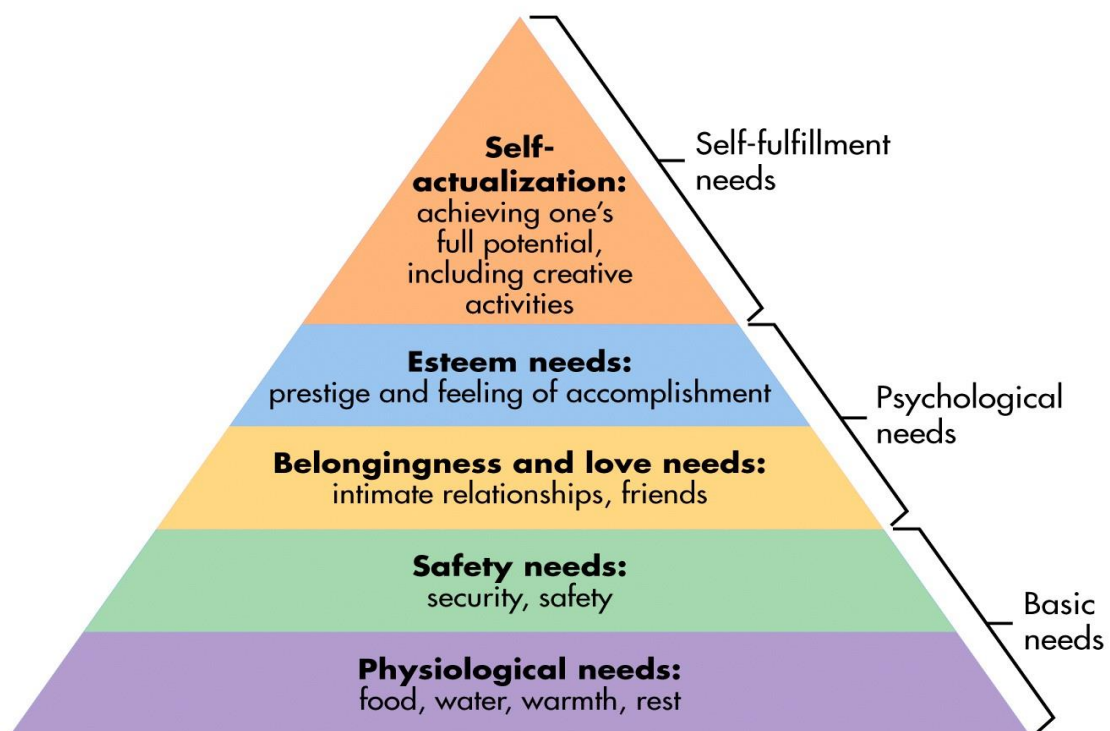 Self-
actualization:
achieving one's
full potential,
including creative
activities
Self-fulfillment
needs
Esteem needs:
prestige and feeling of accomplishment
Psychological
needs
Belongingness and love needs:
intimate relationships, friends
Safety needs:
security, safety
Basic
needs
Physiological needs:
food, water, warmth, rest